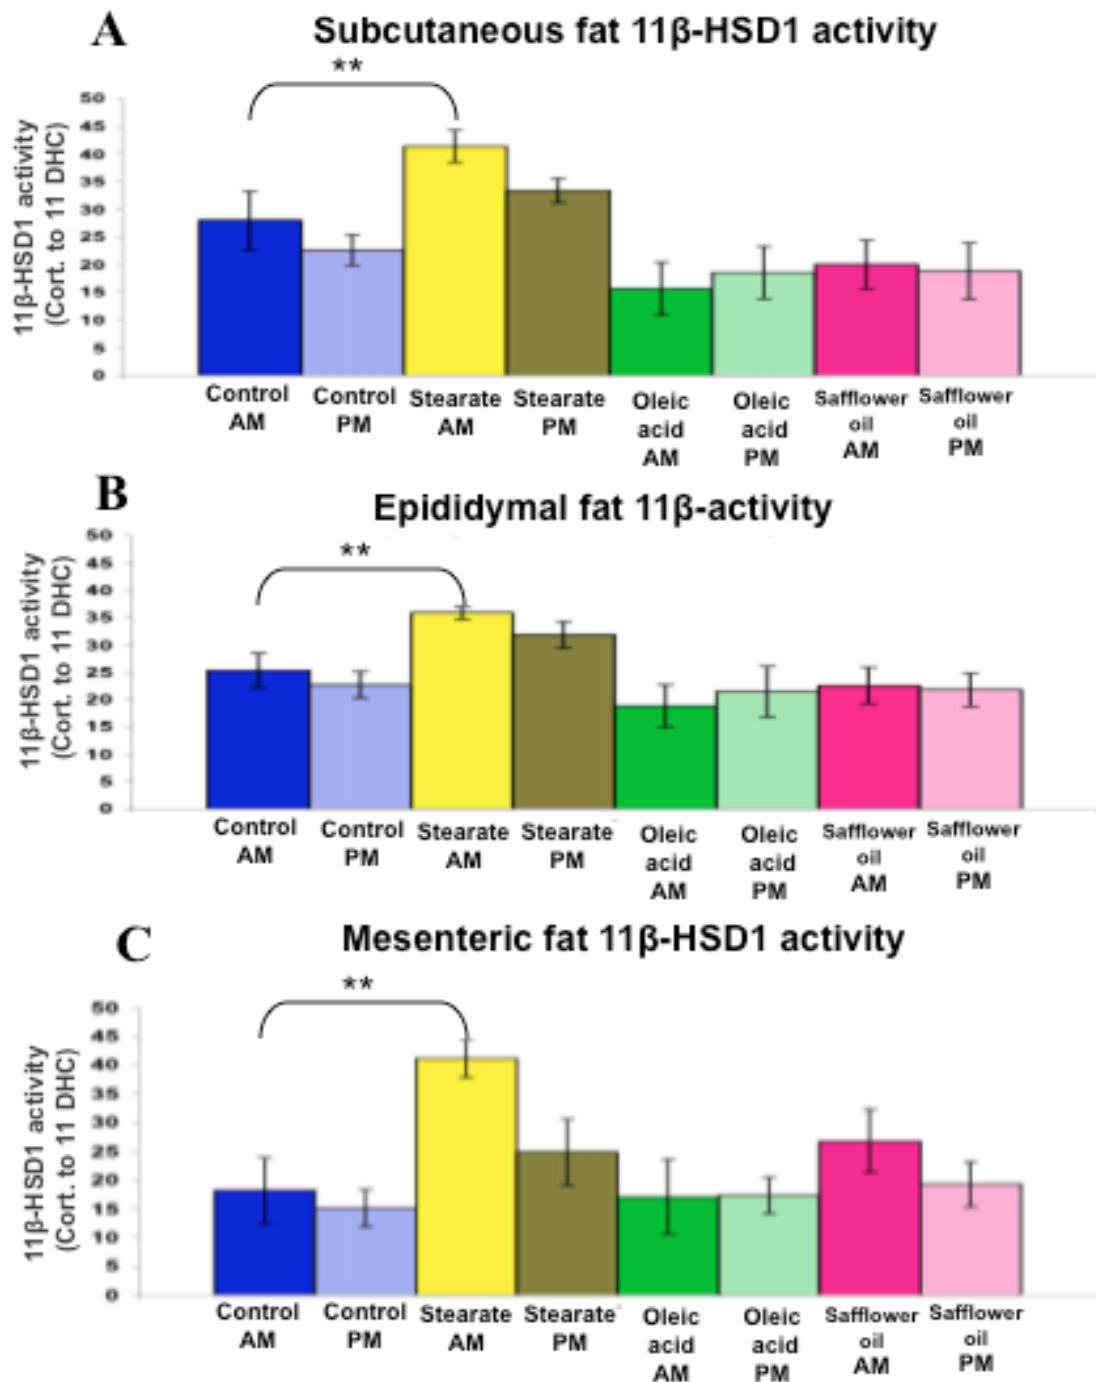 A
Subcutaneous fat 11β-HSD1 activity
**
11β-HSD1 activity
(Cort. to 11 DHC)
50
45
40
35
30
25
20
15
10
5
0
Control AM
Control PM
Stearate AM
Stearate PM
Oleic acid AM
Oleic acid PM
Safflower oil AM
Safflower oil PM
B
Epididymal fat 11β-activity
**
11β-HSD1 activity
(Cort. to 11 DHC)
50
45
40
35
30
25
20
15
10
5
0
Control AM
Control PM
Stearate AM
Stearate PM
Oleic acid AM
Oleic acid PM
Safflower oil AM
Safflower oil PM
C
Mesenteric fat 11β-HSD1 activity
**
11β-HSD1 activity
(Cort. to 11 DHC)
50
45
40
35
30
25
20
15
10
5
0
Control AM
Control PM
Stearate AM
Stearate PM
Oleic acid AM
Oleic acid PM
Safflower oil AM
Safflower oil PM